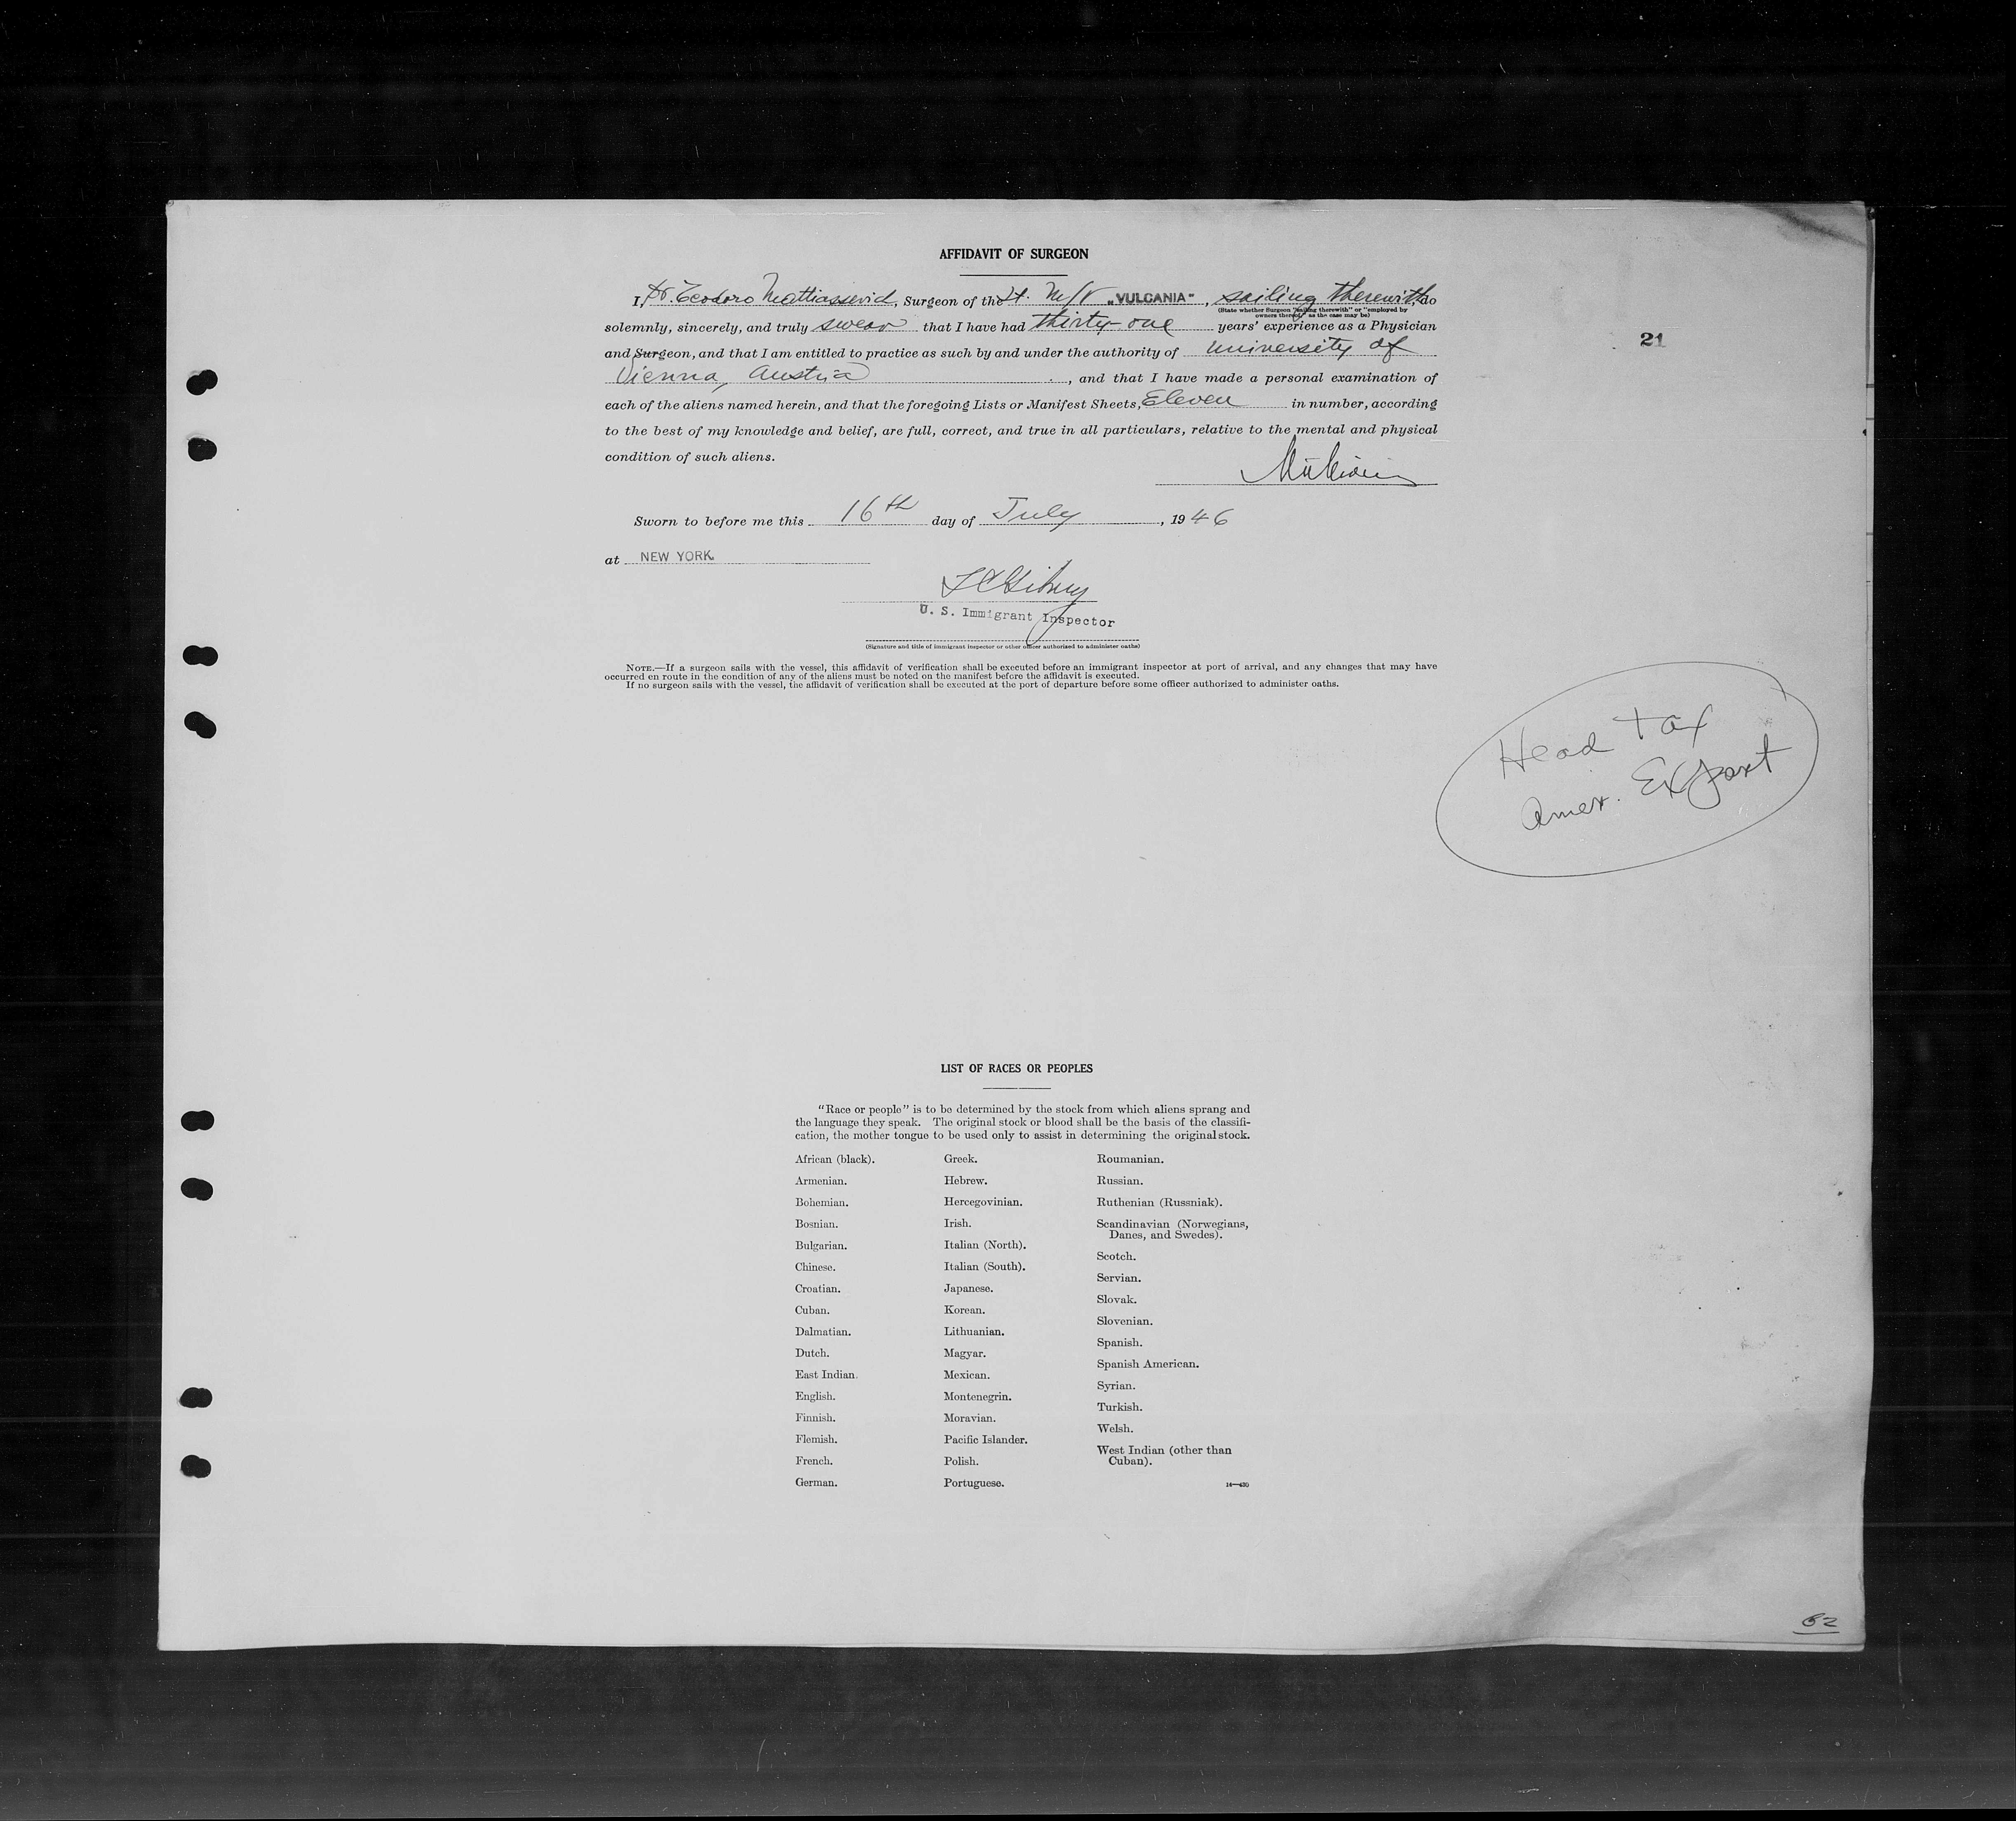 AFFIDAVIT OF SURGEON
I, Dr. Teodoro Mattiassevid, Surgeon of the It. M/V „VULCANIA", sailing therewith, do
(State whether Surgeon "sailing therewith" or "employed by
owners thereof," as the case may be)
solemnly, sincerely, and truly swear that I have had thirty-one years' experience as a Physician
and Surgeon, and that I am entitled to practice as such by and under the authority of University of
Vienna, Austria, and that I have made a personal examination of
each of the aliens named herein, and that the foregoing Lists or Manifest Sheets, Eleven in number, according
to the best of my knowledge and belief, are full, correct, and true in all particulars, relative to the mental and physical
condition of such aliens.
Sworn to before me this 16th day of July, 1946
at NEW YORK.
U. S. Immigrant Inspector
(Signature and title of immigrant inspector or other officer authorized to administer oaths)
NOTE.—If a surgeon sails with the vessel, this affidavit of verification shall be executed before an immigrant inspector at port of arrival, and any changes that may have
occurred en route in the condition of any of the aliens must be noted on the manifest before the affidavit is executed.
If no surgeon sails with the vessel, the affidavit of verification shall be executed at the port of departure before some officer authorized to administer oaths.
21
Head tax
Amer. Export
LIST OF RACES OR PEOPLES
"Race or people" is to be determined by the stock from which aliens sprang and
the language they speak. The original stock or blood shall be the basis of the classifi-
cation, the mother tongue to be used only to assist in determining the original stock.
African (black).
Armenian.
Bohemian.
Bosnian.
Bulgarian.
Chinese.
Croatian.
Cuban.
Dalmatian.
Dutch.
East Indian.
English.
Finnish.
Flemish.
French.
German.
Greek.
Hebrew.
Hercegovinian.
Irish.
Italian (North).
Italian (South).
Japanese.
Korean.
Lithuanian.
Magyar.
Mexican.
Montenegrin.
Moravian.
Pacific Islander.
Polish.
Portuguese.
Roumanian.
Russian.
Ruthenian (Russniak).
Scandinavian (Norwegians,
Danes, and Swedes).
Scotch.
Servian.
Slovak.
Slovenian.
Spanish.
Spanish American.
Syrian.
Turkish.
Welsh.
West Indian (other than
Cuban).
14—430